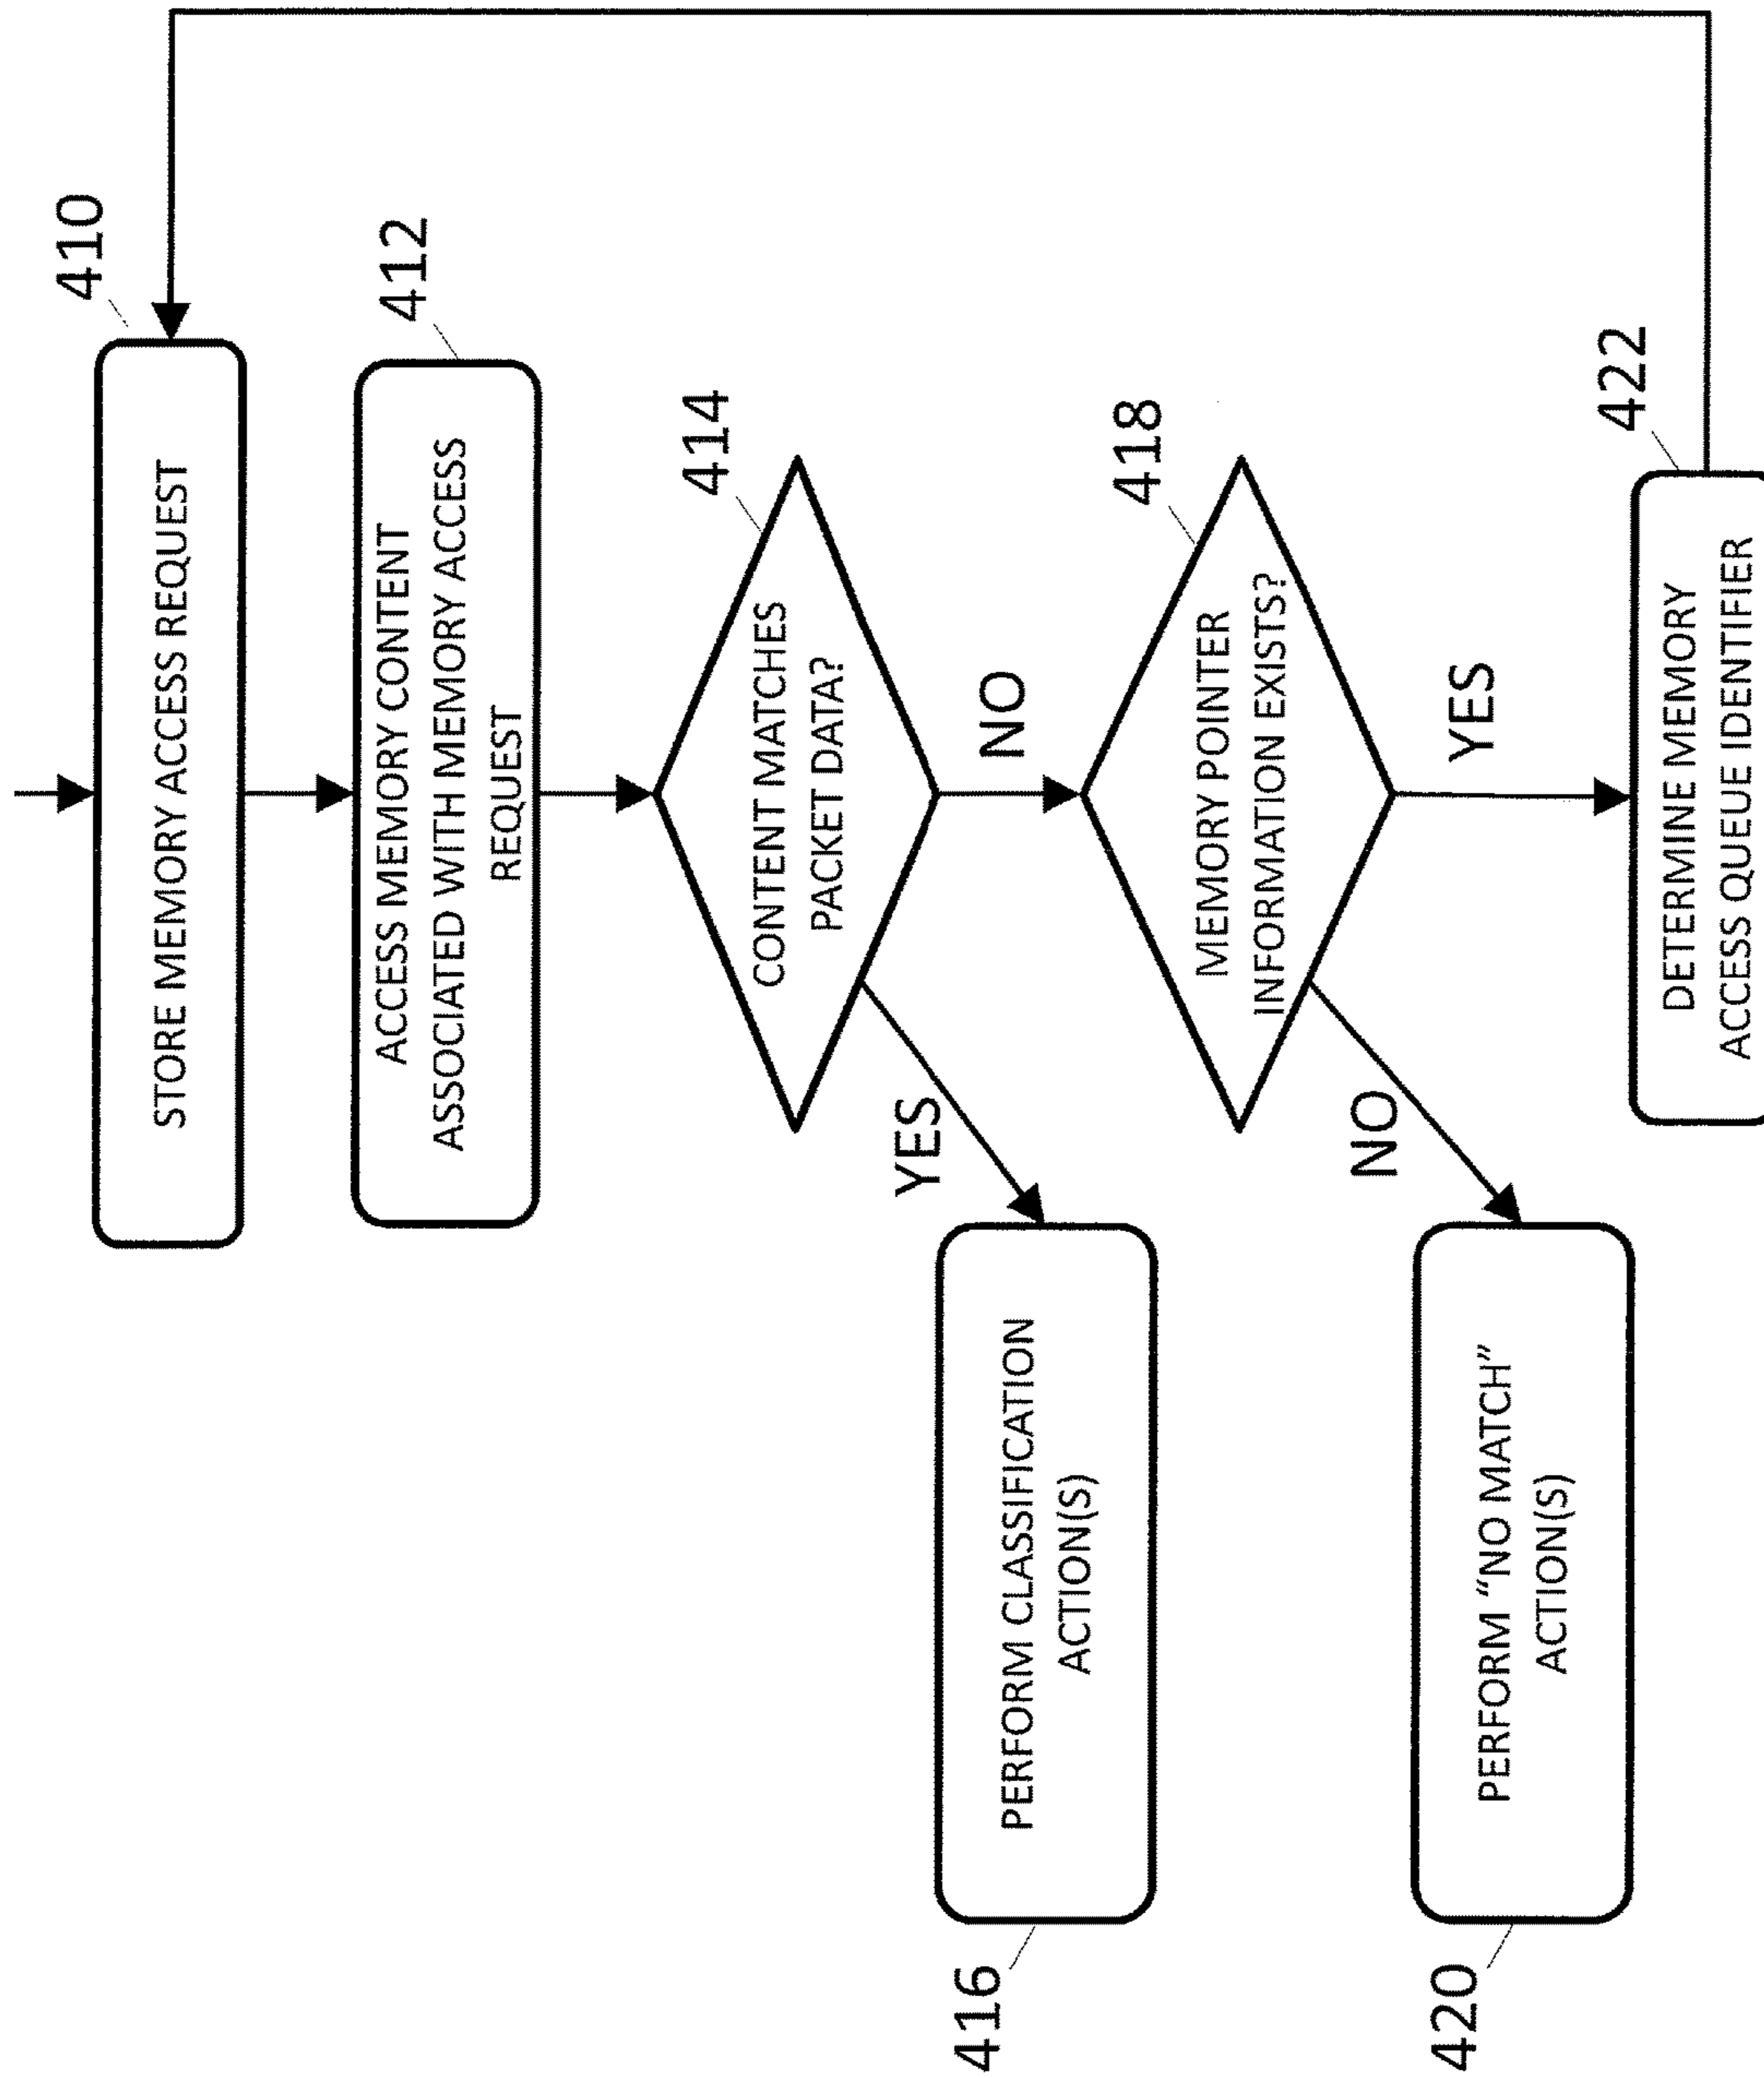 410
STORE MEMORY ACCESS REQUEST
412
ACCESS MEMORY CONTENT
ASSOCIATED WITH MEMORY ACCESS
REQUEST
414
CONTENT MATCHES
PACKET DATA?
YES
NO
416
PERFORM CLASSIFICATION
ACTION(S)
418
MEMORY POINTER
INFORMATION EXISTS?
NO
YES
420
PERFORM “NO MATCH”
ACTION(S)
422
DETERMINE MEMORY
ACCESS QUEUE IDENTIFIER